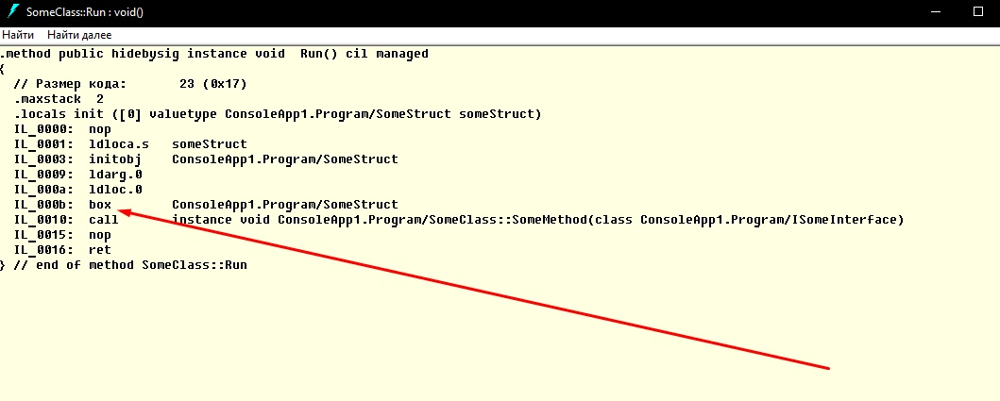 SomeClass::Run : void()
Найти Найти далее
.method public hidebysig instance void  Run() cil managed
{
  // Размер кода:       23 (0x17)
  .maxstack  2
  .locals init ([0] valuetype ConsoleApp1.Program/SomeStruct someStruct)
  IL_0000:  nop
  IL_0001:  ldloca.s   someStruct
  IL_0003:  initobj    ConsoleApp1.Program/SomeStruct
  IL_0009:  ldarg.0
  IL_000a:  ldloc.0
  IL_000b:  box        ConsoleApp1.Program/SomeStruct
  IL_0010:  call       instance void ConsoleApp1.Program/SomeClass::SomeMethod(class ConsoleApp1.Program/ISomeInterface)
  IL_0015:  nop
  IL_0016:  ret
} // end of method SomeClass::Run